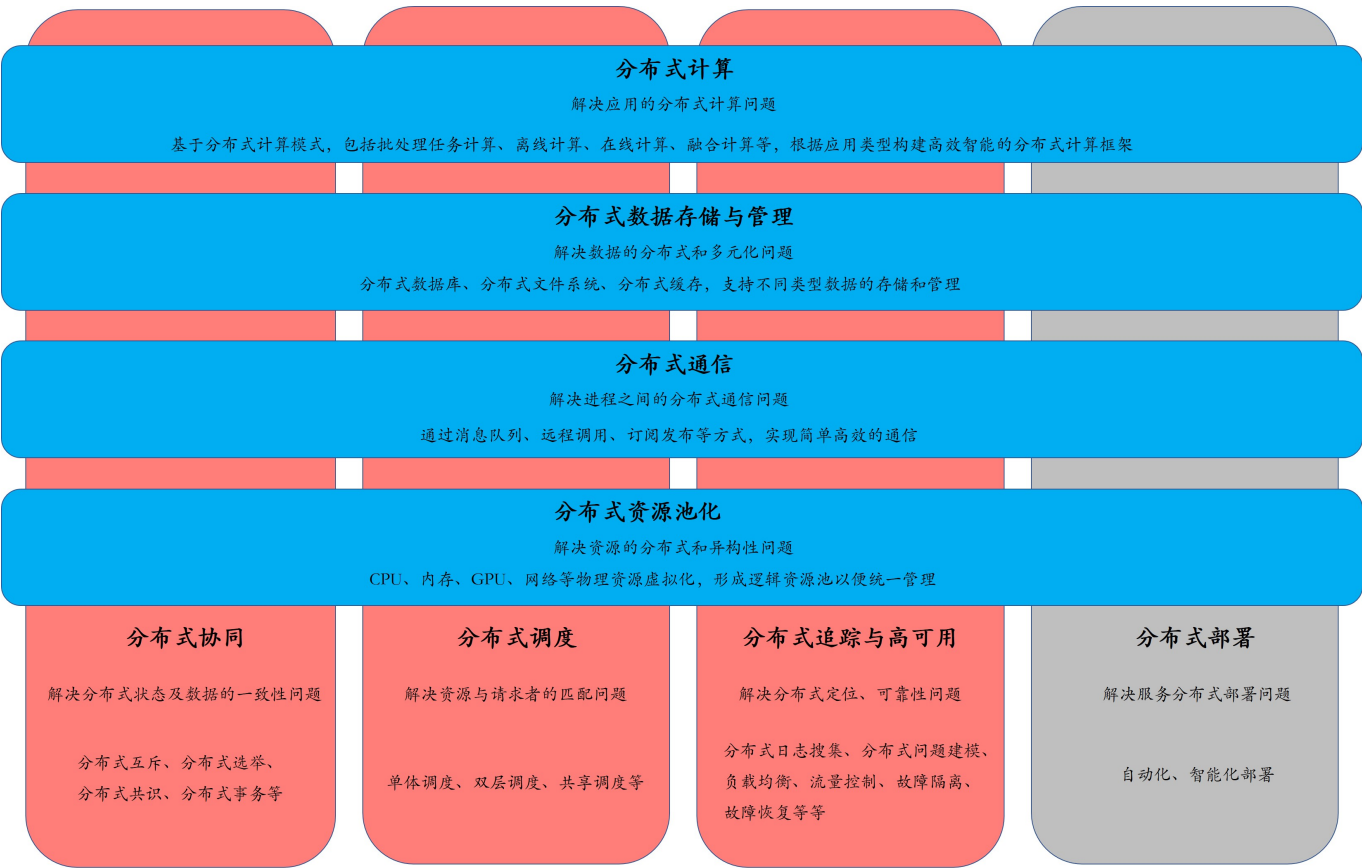 分布式计算
解决应用的分布式计算问题
基于分布式计算模式，包括批处理任务计算、离线计算、在线计算、融合计算等，根据应用类型构建高效智能的分布式计算框架
分布式数据存储与管理
解决数据的分布式和多元化问题
分布式数据库、分布式文件系统、分布式缓存，支持不同类型数据的存储和管理
分布式通信
解决进程之间的分布式通信问题
通过消息队列、远程调用、订阅发布等方式，实现简单高效的通信
分布式资源池化
解决资源的分布式和异构性问题
CPU、内存、GPU、网络等物理资源虚拟化，形成逻辑资源池以便统一管理
分布式协同
解决分布式状态及数据的一致性问题
分布式互斥、分布式选举、
分布式共识、分布式事务等
分布式调度
解决资源与请求者的匹配问题
单体调度、双层调度、共享调度等
分布式追踪与高可用
解决分布式定位、可靠性问题
分布式日志搜集、分布式问题建模、
负载均衡、流量控制、故障隔离、
故障恢复等等
分布式部署
解决服务分布式部署问题
自动化、智能化部署